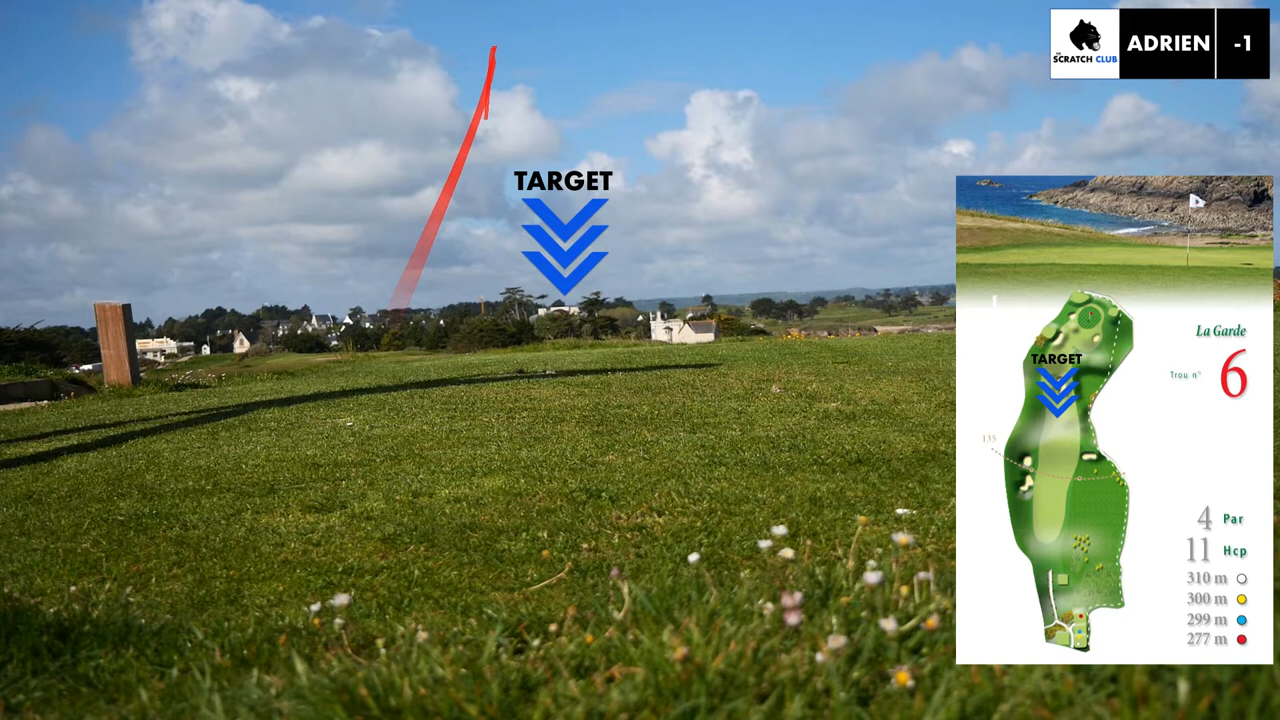 THE
SCRATCH CLUB
ADRIEN
-1
TARGET
La Garde
Trou n° 6
TARGET
135
4 Par
11 Hcp
310 m
300 m
299 m
277 m